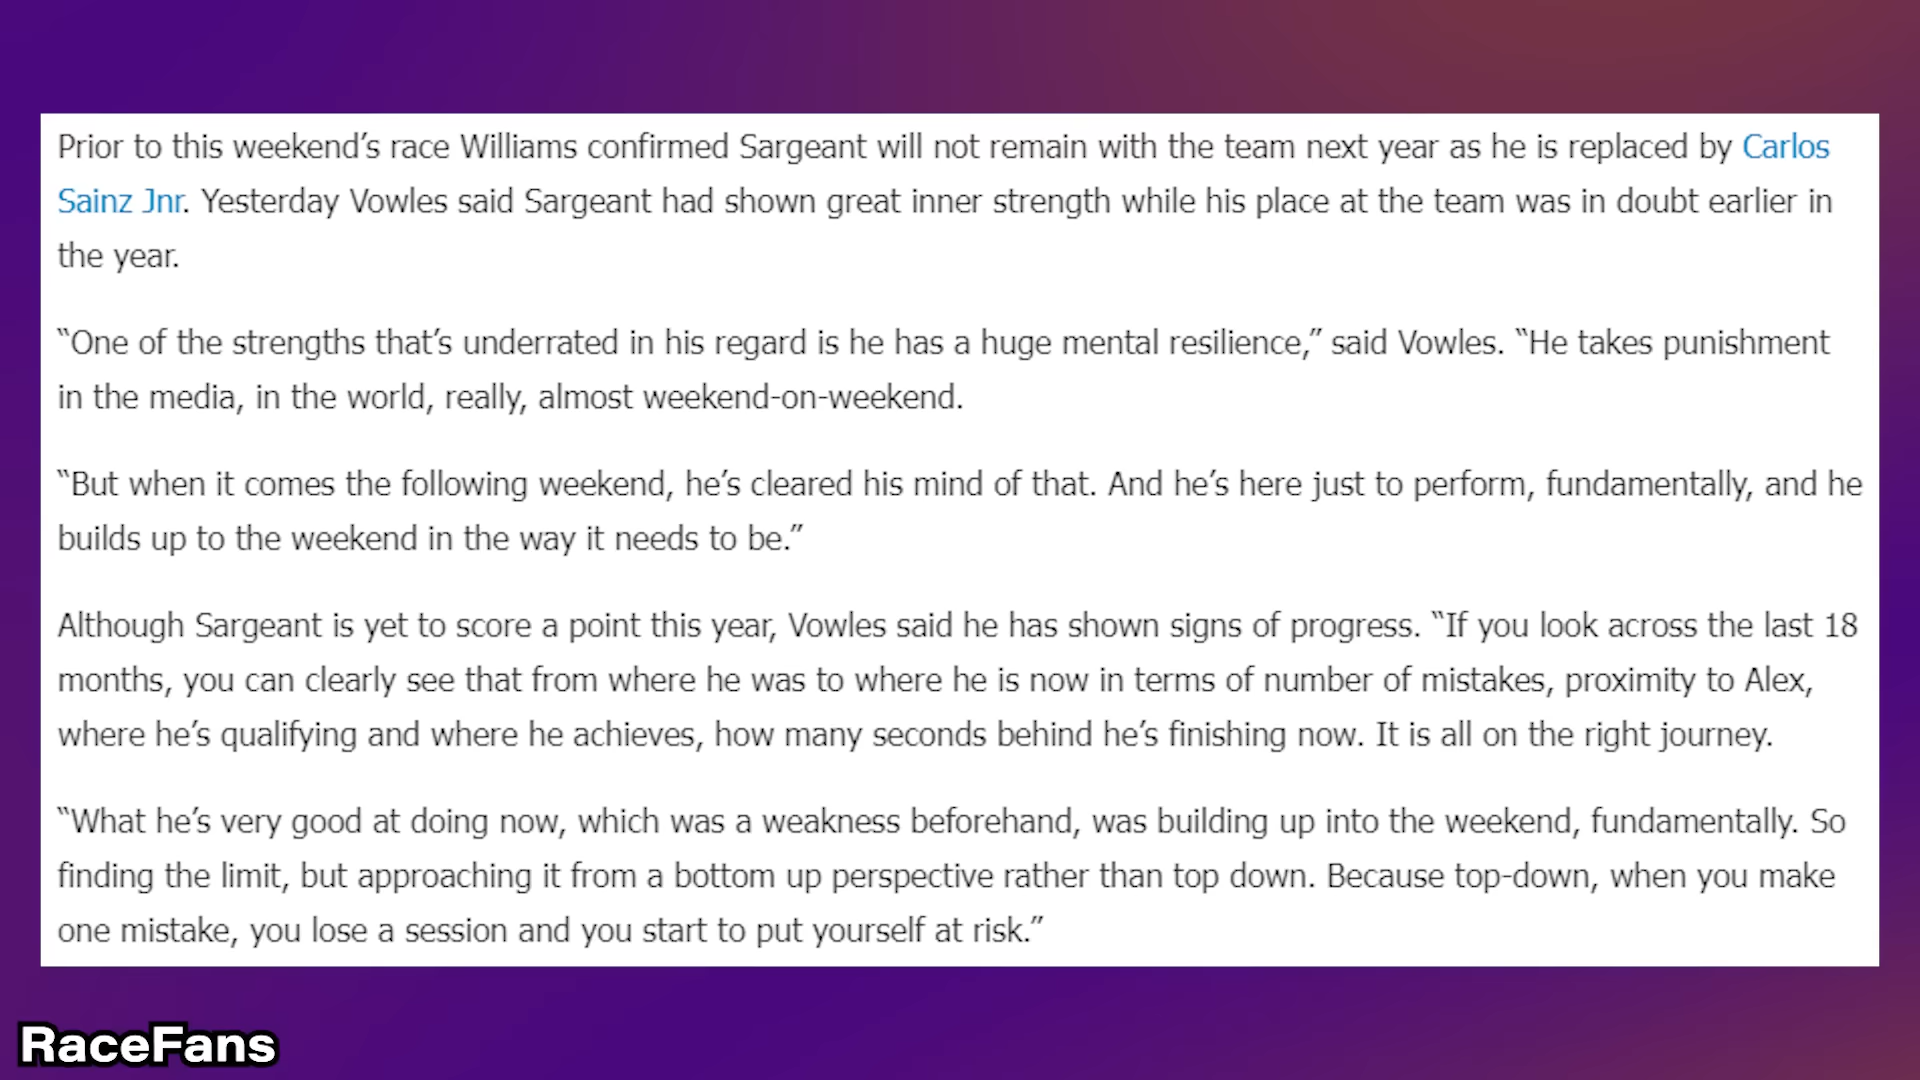 Prior to this weekend’s race Williams confirmed Sargeant will not remain with the team next year as he is replaced by Carlos
Sainz Jnr. Yesterday Vowles said Sargeant had shown great inner strength while his place at the team was in doubt earlier in
the year.
“One of the strengths that’s underrated in his regard is he has a huge mental resilience,” said Vowles. “He takes punishment
in the media, in the world, really, almost weekend-on-weekend.
“But when it comes the following weekend, he’s cleared his mind of that. And he’s here just to perform, fundamentally, and he
builds up to the weekend in the way it needs to be.”
Although Sargeant is yet to score a point this year, Vowles said he has shown signs of progress. “If you look across the last 18
months, you can clearly see that from where he was to where he is now in terms of number of mistakes, proximity to Alex,
where he’s qualifying and where he achieves, how many seconds behind he’s finishing now. It is all on the right journey.
“What he’s very good at doing now, which was a weakness beforehand, was building up into the weekend, fundamentally. So
finding the limit, but approaching it from a bottom up perspective rather than top down. Because top-down, when you make
one mistake, you lose a session and you start to put yourself at risk.”
RaceFans